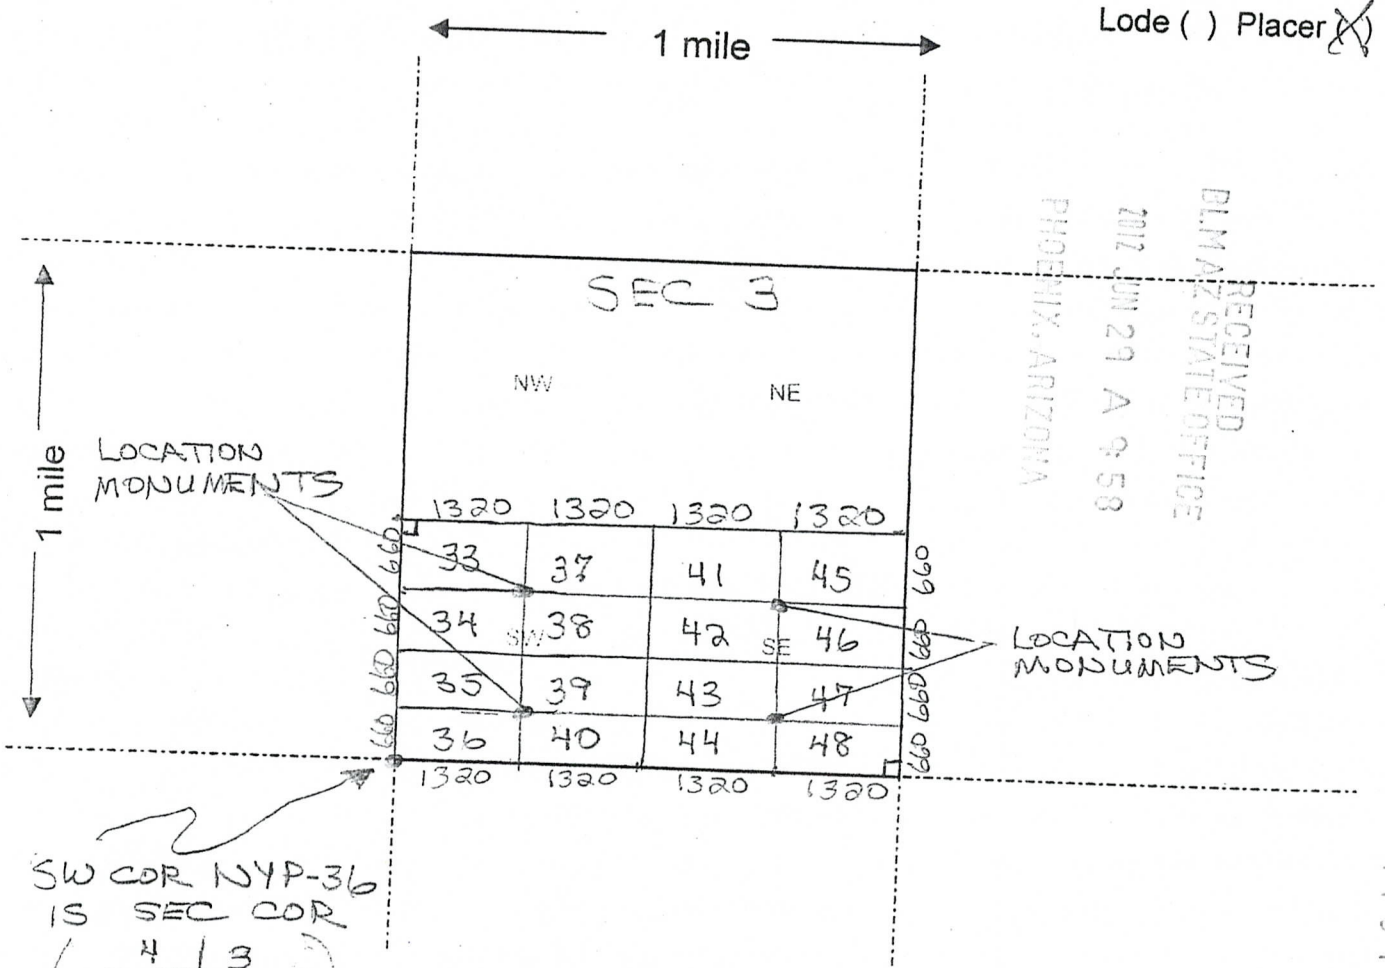 1 mile
Lode ( ) Placer (X)
RECEIVED
BLM AZ STATE OFFICE
2012 JUN 29 A 9:58
PHOENIX, ARIZONA
SEC 3
NW
NE
1 mile
LOCATION
MONUMENTS
1320 1320 1320 1320
660 33 37 41 45 660
660 34 SW 38 42 SE 46 660
660 35 39 43 47 660
660 36 40 44 48 660
1320 1320 1320 1320
LOCATION
MONUMENTS
SW COR NYP-36
IS SEC COR
4 | 3